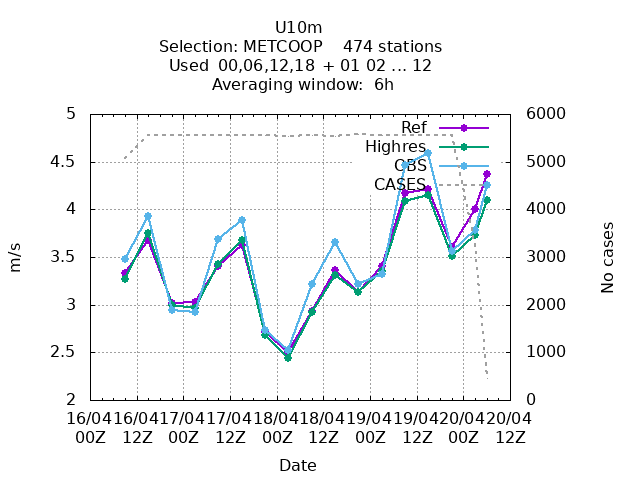 U10m
Selection: METCOOP    474 stations
Used  00,06,12,18  + 01 02 ... 12
Averaging window:  6h
5
4.5
4
3.5
3
2.5
2
m/s
6000
5000
4000
3000
2000
1000
0
No cases
Ref
Highres
OBS
CASES
16/04 16/04 17/04 17/04 18/04 18/04 19/04 19/04 20/04 20/04
00Z 12Z 00Z 12Z 00Z 12Z 00Z 12Z 00Z 12Z
Date